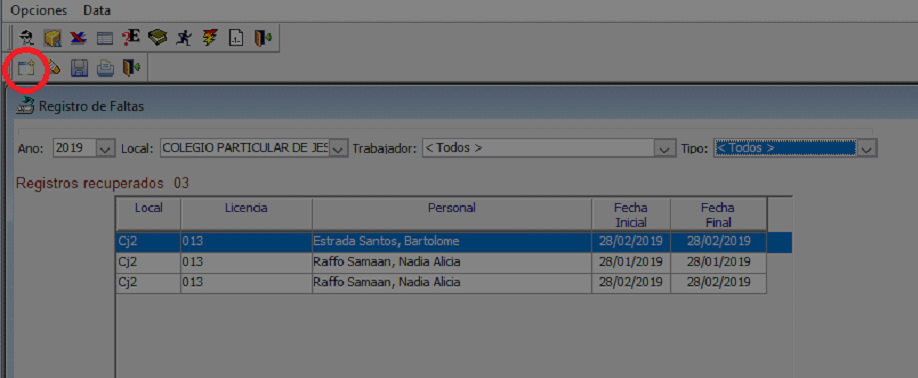 Opciones Data
Registro de Faltas
Ano: 2019 Local: COLEGIO PARTICULAR DE JES Trabajador: < Todos > Tipo: < Todos >
Registros recuperados 03
Local Licencia Personal Fecha Inicial Fecha Final
Cj2 013 Estrada Santos, Bartolome 28/02/2019 28/02/2019
Cj2 013 Raffo Samaan, Nadia Alicia 28/01/2019 28/01/2019
Cj2 013 Raffo Samaan, Nadia Alicia 28/02/2019 28/02/2019